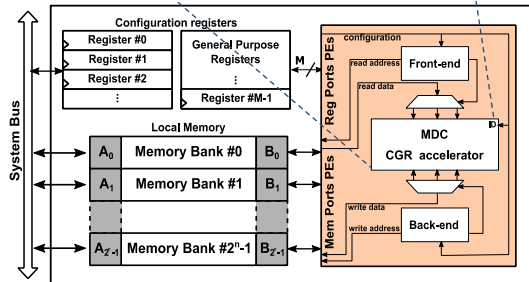 Configuration registers
Register #0
Register #1
Register #2
⋮
General Purpose
Registers
⋮
Register #M-1
M
System Bus
Reg Ports PEs
configuration
read address
read data
Front-end
ID
MDC
CGR accelerator
Local Memory
A0 Memory Bank #0 B0
A1 Memory Bank #1 B1
A2ⁿ-1 Memory Bank #2ⁿ-1 B2ⁿ-1
Mem Ports PEs
write data
write address
Back-end